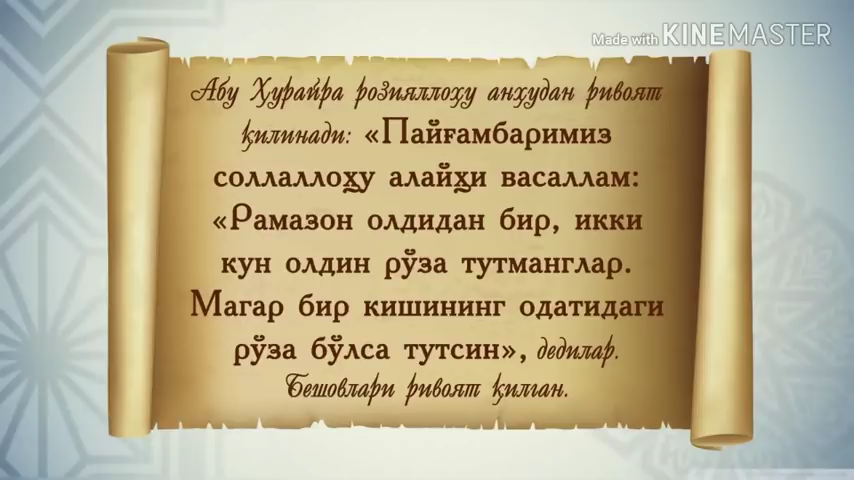 Made with KINEMASTER
Абу Ҳурайра розияллоҳу анҳудан ривоят
қилинади: «Пайғамбаримиз
соллаллоҳу алайҳи васаллам:
«Рамазон олдидан бир, икки
кун олдин рўза тутманглар.
Магар бир кишининг одатидаги
рўза бўлса тутсин», дедилар.
Бешовлари ривоят қилган.